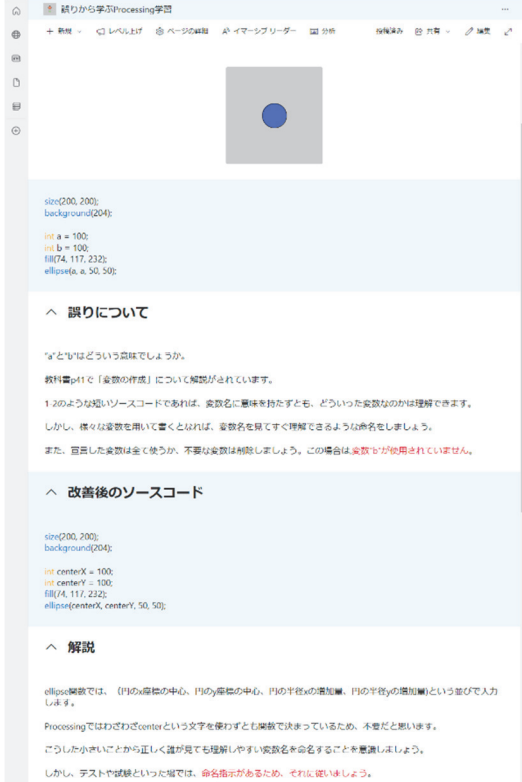 誤りから学ぶProcessing学習
+ 新規
レベル上げ
ページの詳細
イマーシブ リーダー
分析
投稿済み
共有
編集
size(200, 200);
background(204);
int a = 100;
int b = 100;
fill(74, 117, 232);
ellipse(a, a, 50, 50);
誤りについて
"a"と"b"はどういう意味でしょうか。
教科書p41で「変数の作成」について解説がされています。
1-2のような短いソースコードであれば、変数名に意味を持たずとも、どういった変数なのかは理解できます。
しかし、様々な変数を用いて書くとなれば、変数名を見てすぐ理解できるような命名をしましょう。
また、宣言した変数は全て使うか、不要な変数は削除しましょう。この場合は変数"b"が使用されていません。
改善後のソースコード
size(200, 200);
background(204);
int centerX = 100;
int centerY = 100;
fill(74, 117, 232);
ellipse(centerX, centerY, 50, 50);
解説
ellipse関数では、(円のx座標の中心、円のy座標の中心、円の半径xの増加量、円の半径yの増加量)という並びで入力
します。
Processingではわざわざcenterという文字を使わずとも関数で決まっているため、不要だと思います。
こうした小さいことから正しく誰が見ても理解しやすい変数名を命名することを意識しましょう。
しかし、テストや試験といった場では、命名指示があるため、それに従いましょう。